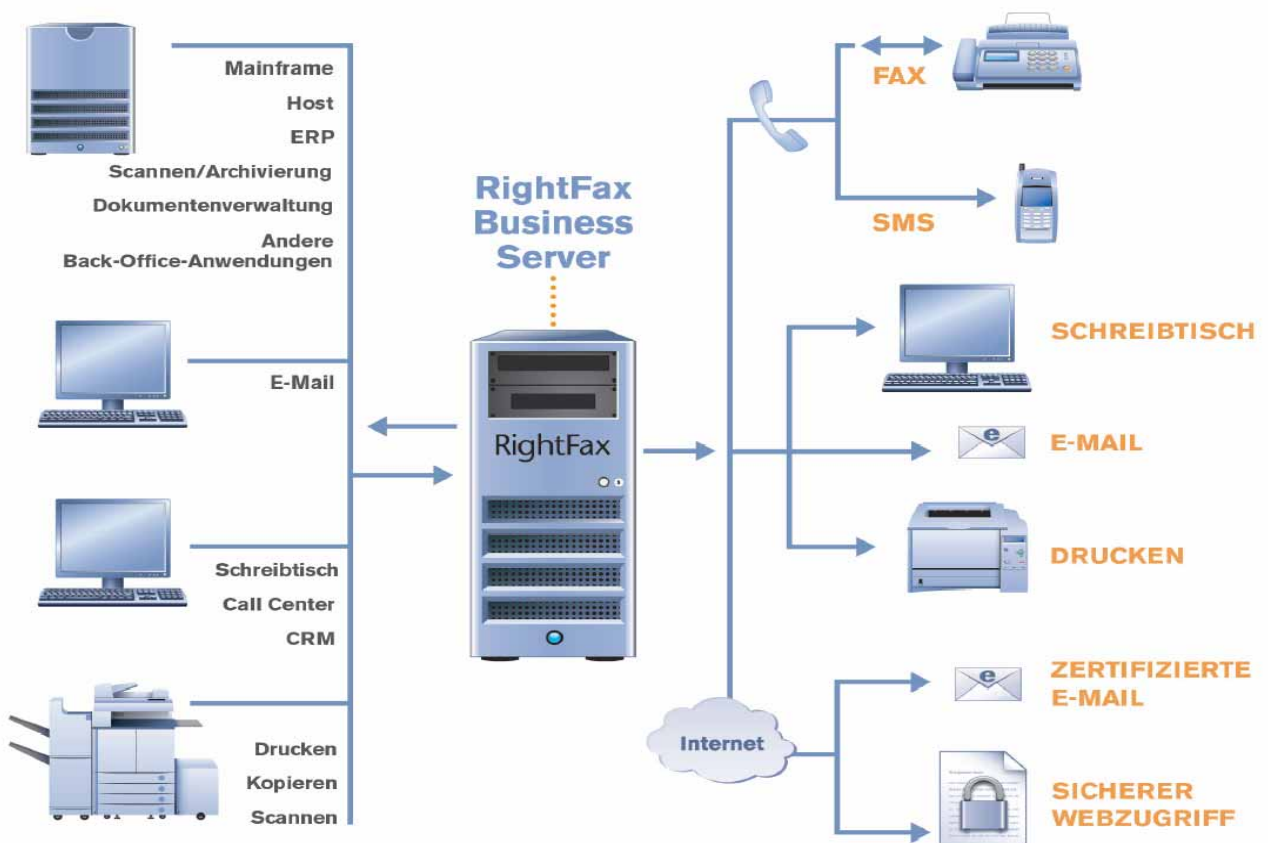 Mainframe
Host
ERP
Scannen/Archivierung
Dokumentenverwaltung
Andere
Back-Office-Anwendungen
E-Mail
Schreibtisch
Call Center
CRM
Drucken
Kopieren
Scannen
RightFax
Business
Server
RightFax
FAX
SMS
SCHREIBTISCH
E-MAIL
DRUCKEN
Internet
ZERTIFIZIERTE
E-MAIL
SICHERER
WEBZUGRIFF